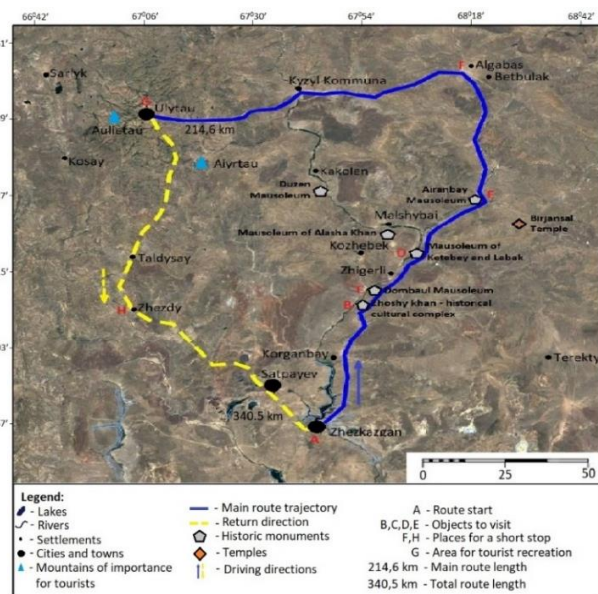 66°42' 67°06' 67°30' 67°54' 68°18' 68°42'
Sarlyk
Algabas
F
Betbulak
Kyzyl Kommuna
G
Ulytau
Aulietau
214,6 km
Kosay
Aiyrtau
Kakolen
Duzen
Mausoleum
Airanbay
Mausoleum
Birjansal
Temple
Mausoleum of Alasha Khan
Kozhebek
D
Mausoleum of
Ketebay and Lebak
Taldysay
Zhigerli
Dombaul Mausoleum
B
Zhoshy khan - historical
cultural complex
H
Zhezdy
Korganbay
Terekty
Satpayev
340.5 km
A
Zhezkazgan
0 25 50
Legend:
- Lakes
- Rivers
- Settlements
- Cities and towns
- Mountains of importance
for tourists
- Main route trajectory
- Return direction
- Historic monuments
- Temples
- Driving directions
A - Route start
B,C,D,E - Objects to visit
F,H - Places for a short stop
G - Area for tourist recreation
214,6 km - Main route length
340,5 km - Total route length